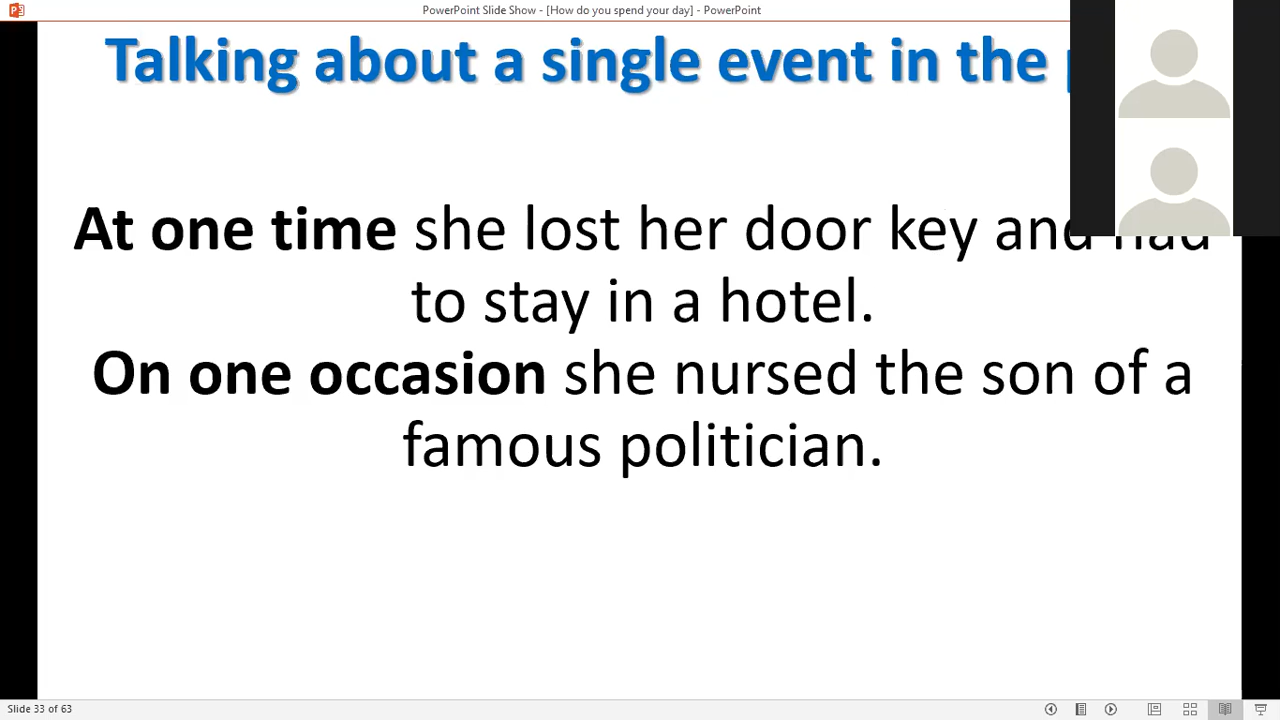 PowerPoint Slide Show - [How do you spend your day] - PowerPoint
Talking about a single event in the
At one time she lost her door key and had
to stay in a hotel.
On one occasion she nursed the son of a
famous politician.
Slide 33 of 63